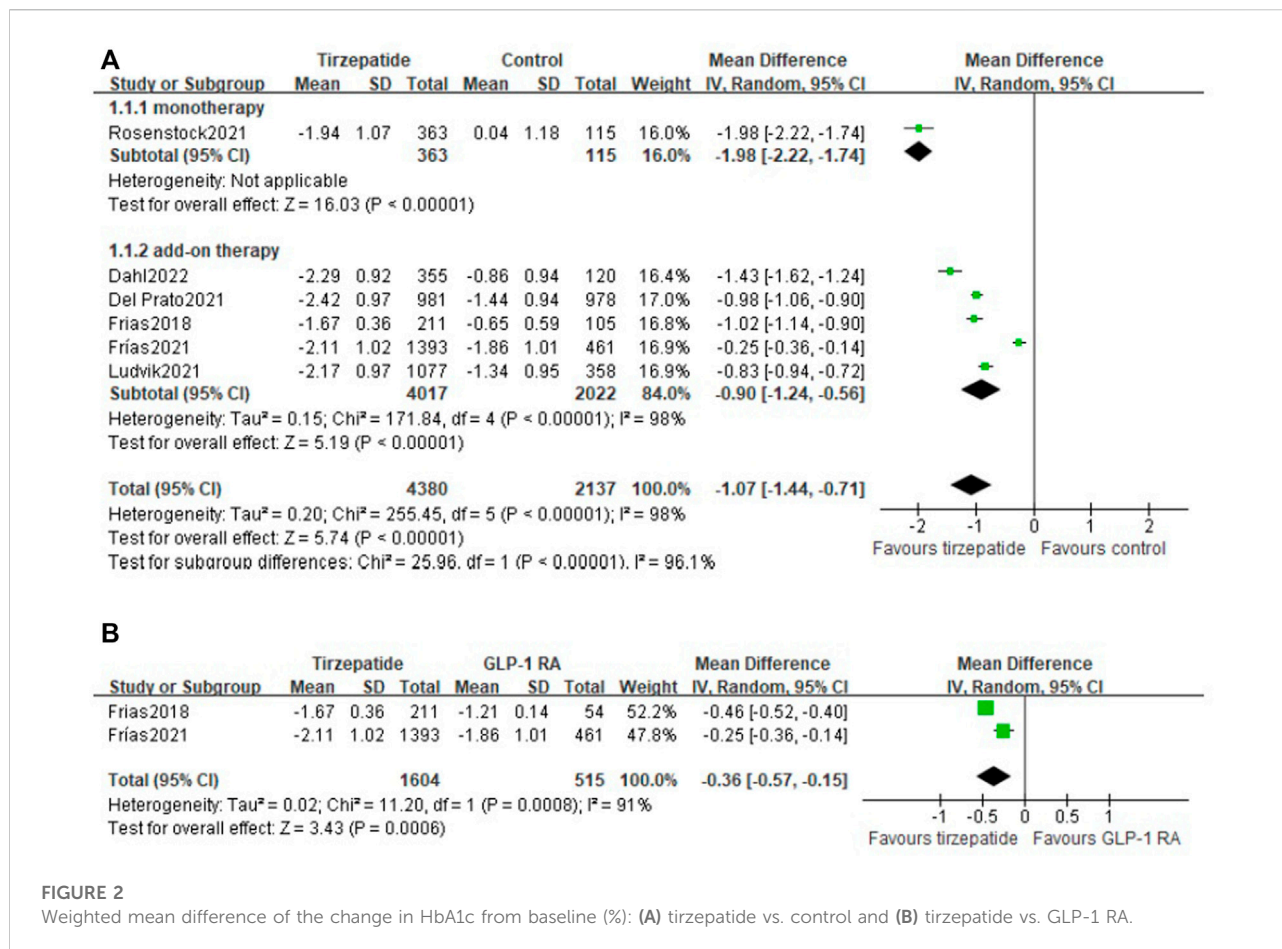 A
Tirzepatide Control Mean Difference Mean Difference
Study or Subgroup Mean SD Total Mean SD Total Weight IV, Random, 95% CI IV, Random, 95% CI
1.1.1 monotherapy
Rosenstock2021 -1.94 1.07 363 0.04 1.18 115 16.0% -1.98 [-2.22, -1.74]
Subtotal (95% CI) 363 115 16.0% -1.98 [-2.22, -1.74]
Heterogeneity: Not applicable
Test for overall effect: Z = 16.03 (P < 0.00001)
1.1.2 add-on therapy
Dahl2022 -2.29 0.92 355 -0.86 0.94 120 16.4% -1.43 [-1.62, -1.24]
Del Prato2021 -2.42 0.97 981 -1.44 0.94 978 17.0% -0.98 [-1.06, -0.90]
Frias2018 -1.67 0.36 211 -0.65 0.59 105 16.8% -1.02 [-1.14, -0.90]
Frías2021 -2.11 1.02 1393 -1.86 1.01 461 16.9% -0.25 [-0.36, -0.14]
Ludvik2021 -2.17 0.97 1077 -1.34 0.95 358 16.9% -0.83 [-0.94, -0.72]
Subtotal (95% CI) 4017 2022 84.0% -0.90 [-1.24, -0.56]
Heterogeneity: Tau² = 0.15; Chi² = 171.84, df = 4 (P < 0.00001); I² = 98%
Test for overall effect: Z = 5.19 (P < 0.00001)
Total (95% CI) 4380 2137 100.0% -1.07 [-1.44, -0.71]
Heterogeneity: Tau² = 0.20; Chi² = 255.45, df = 5 (P < 0.00001); I² = 98%
Test for overall effect: Z = 5.74 (P < 0.00001)
Test for subgroup differences: Chi² = 25.96, df = 1 (P < 0.00001), I² = 96.1%
-2 -1 0 1 2
Favours tirzepatide Favours control
B
Tirzepatide GLP-1 RA Mean Difference Mean Difference
Study or Subgroup Mean SD Total Mean SD Total Weight IV, Random, 95% CI IV, Random, 95% CI
Frias2018 -1.67 0.36 211 -1.21 0.14 54 52.2% -0.46 [-0.52, -0.40]
Frías2021 -2.11 1.02 1393 -1.86 1.01 461 47.8% -0.25 [-0.36, -0.14]
Total (95% CI) 1604 515 100.0% -0.36 [-0.57, -0.15]
Heterogeneity: Tau² = 0.02; Chi² = 11.20, df = 1 (P = 0.0008); I² = 91%
Test for overall effect: Z = 3.43 (P = 0.0006)
-1 -0.5 0 0.5 1
Favours tirzepatide Favours GLP-1 RA
FIGURE 2
Weighted mean difference of the change in HbA1c from baseline (%): (A) tirzepatide vs. control and (B) tirzepatide vs. GLP-1 RA.